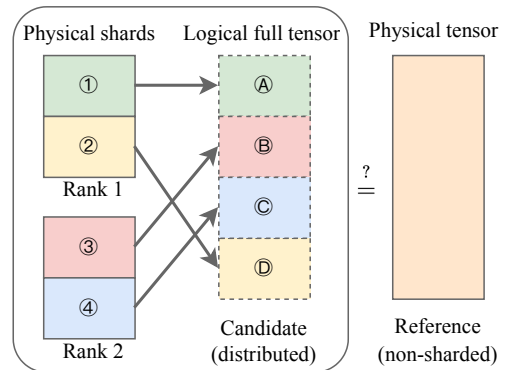 Physical shards
Logical full tensor
Physical tensor
①
②
Rank 1
③
④
Rank 2
Ⓐ
Ⓑ
Ⓒ
Ⓓ
Candidate
(distributed)
?
=
Reference
(non-sharded)